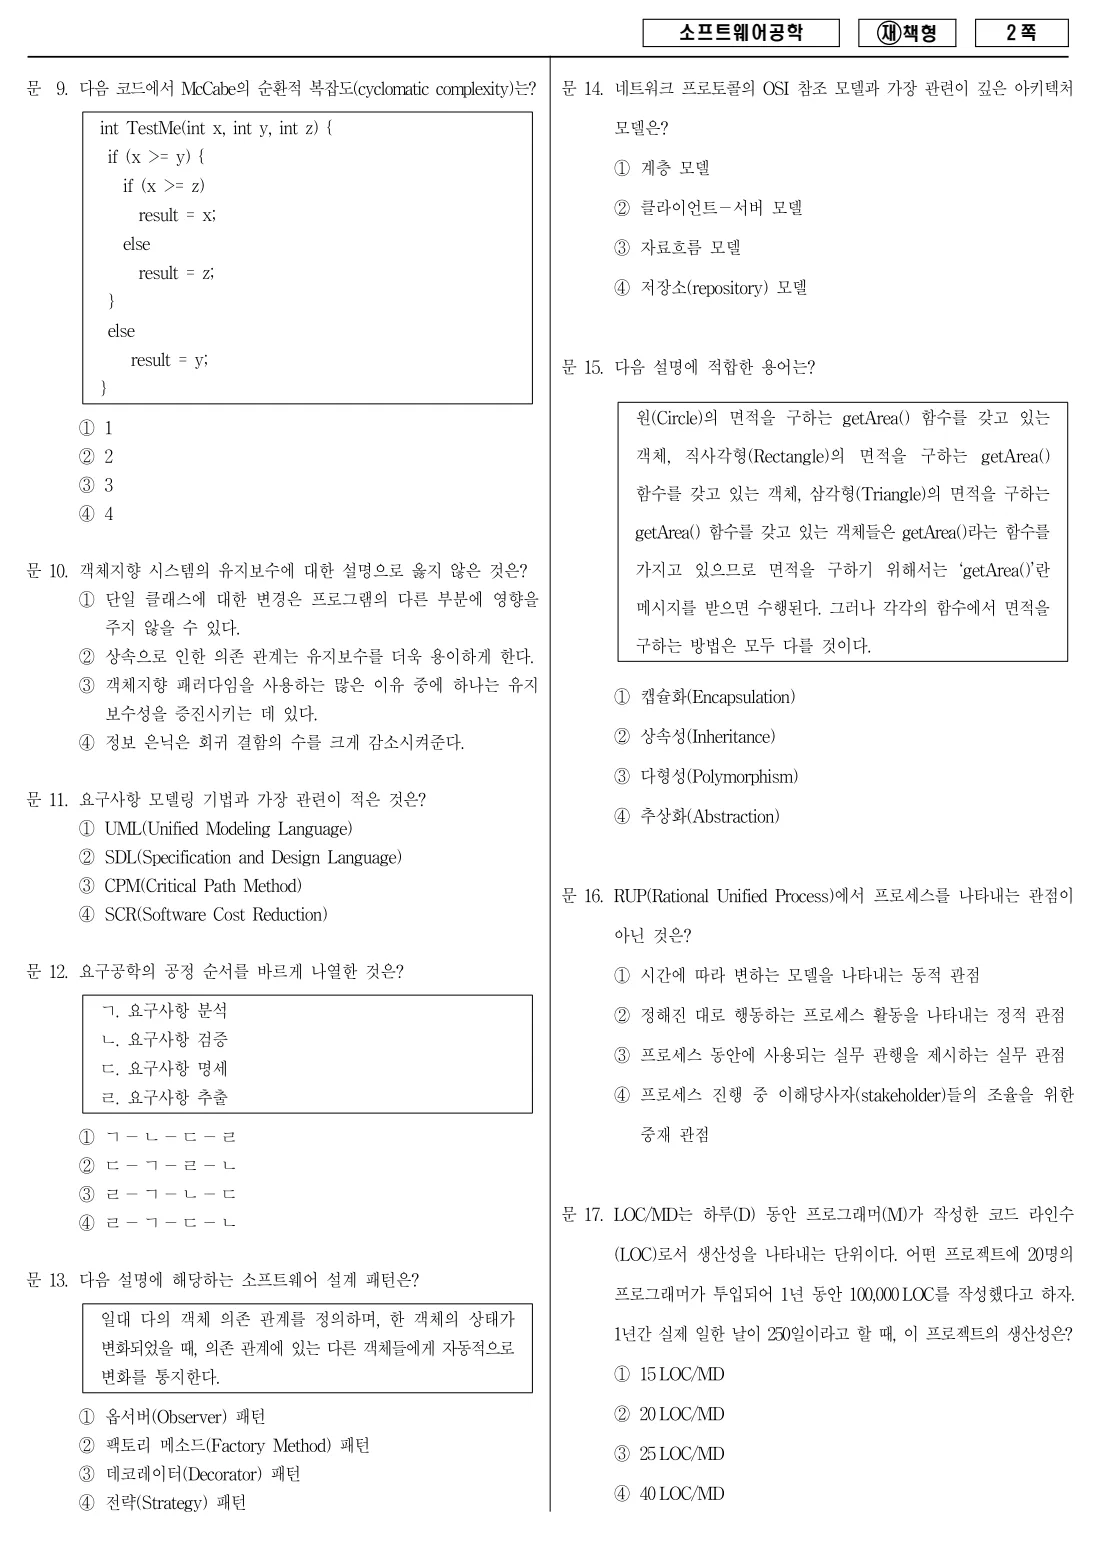 소프트웨어공학
재책형
2쪽
문 9. 다음 코드에서 McCabe의 순환적 복잡도(cyclomatic complexity)는?
int TestMe(int x, int y, int z) {
if (x >= y) {
if (x >= z)
result = x;
else
result = z;
}
else
result = y;
}
① 1
② 2
③ 3
④ 4
문 10. 객체지향 시스템의 유지보수에 대한 설명으로 옳지 않은 것은?
① 단일 클래스에 대한 변경은 프로그램의 다른 부분에 영향을
주지 않을 수 있다.
② 상속으로 인한 의존 관계는 유지보수를 더욱 용이하게 한다.
③ 객체지향 패러다임을 사용하는 많은 이유 중에 하나는 유지
보수성을 증진시키는 데 있다.
④ 정보 은닉은 회귀 결함의 수를 크게 감소시켜준다.
문 11. 요구사항 모델링 기법과 가장 관련이 적은 것은?
① UML(Unified Modeling Language)
② SDL(Specification and Design Language)
③ CPM(Critical Path Method)
④ SCR(Software Cost Reduction)
문 12. 요구공학의 공정 순서를 바르게 나열한 것은?
ㄱ. 요구사항 분석
ㄴ. 요구사항 검증
ㄷ. 요구사항 명세
ㄹ. 요구사항 추출
① ㄱ - ㄴ - ㄷ - ㄹ
② ㄷ - ㄱ - ㄹ - ㄴ
③ ㄹ - ㄱ - ㄴ - ㄷ
④ ㄹ - ㄱ - ㄷ - ㄴ
문 13. 다음 설명에 해당하는 소프트웨어 설계 패턴은?
일대 다의 객체 의존 관계를 정의하며, 한 객체의 상태가
변화되었을 때, 의존 관계에 있는 다른 객체들에게 자동적으로
변화를 통지한다.
① 옵서버(Observer) 패턴
② 팩토리 메소드(Factory Method) 패턴
③ 데코레이터(Decorator) 패턴
④ 전략(Strategy) 패턴
문 14. 네트워크 프로토콜의 OSI 참조 모델과 가장 관련이 깊은 아키텍처
모델은?
① 계층 모델
② 클라이언트-서버 모델
③ 자료흐름 모델
④ 저장소(repository) 모델
문 15. 다음 설명에 적합한 용어는?
원(Circle)의 면적을 구하는 getArea() 함수를 갖고 있는
객체, 직사각형(Rectangle)의 면적을 구하는 getArea()
함수를 갖고 있는 객체, 삼각형(Triangle)의 면적을 구하는
getArea() 함수를 갖고 있는 객체들은 getArea()라는 함수를
가지고 있으므로 면적을 구하기 위해서는 ‘getArea()’란
메시지를 받으면 수행된다. 그러나 각각의 함수에서 면적을
구하는 방법은 모두 다를 것이다.
① 캡슐화(Encapsulation)
② 상속성(Inheritance)
③ 다형성(Polymorphism)
④ 추상화(Abstraction)
문 16. RUP(Rational Unified Process)에서 프로세스를 나타내는 관점이
아닌 것은?
① 시간에 따라 변하는 모델을 나타내는 동적 관점
② 정해진 대로 행동하는 프로세스 활동을 나타내는 정적 관점
③ 프로세스 동안에 사용되는 실무 관행을 제시하는 실무 관점
④ 프로세스 진행 중 이해당사자(stakeholder)들의 조율을 위한
중재 관점
문 17. LOC/MD는 하루(D) 동안 프로그래머(M)가 작성한 코드 라인수
(LOC)로서 생산성을 나타내는 단위이다. 어떤 프로젝트에 20명의
프로그래머가 투입되어 1년 동안 100,000 LOC를 작성했다고 하자.
1년간 실제 일한 날이 250일이라고 할 때, 이 프로젝트의 생산성은?
① 15 LOC/MD
② 20 LOC/MD
③ 25 LOC/MD
④ 40 LOC/MD